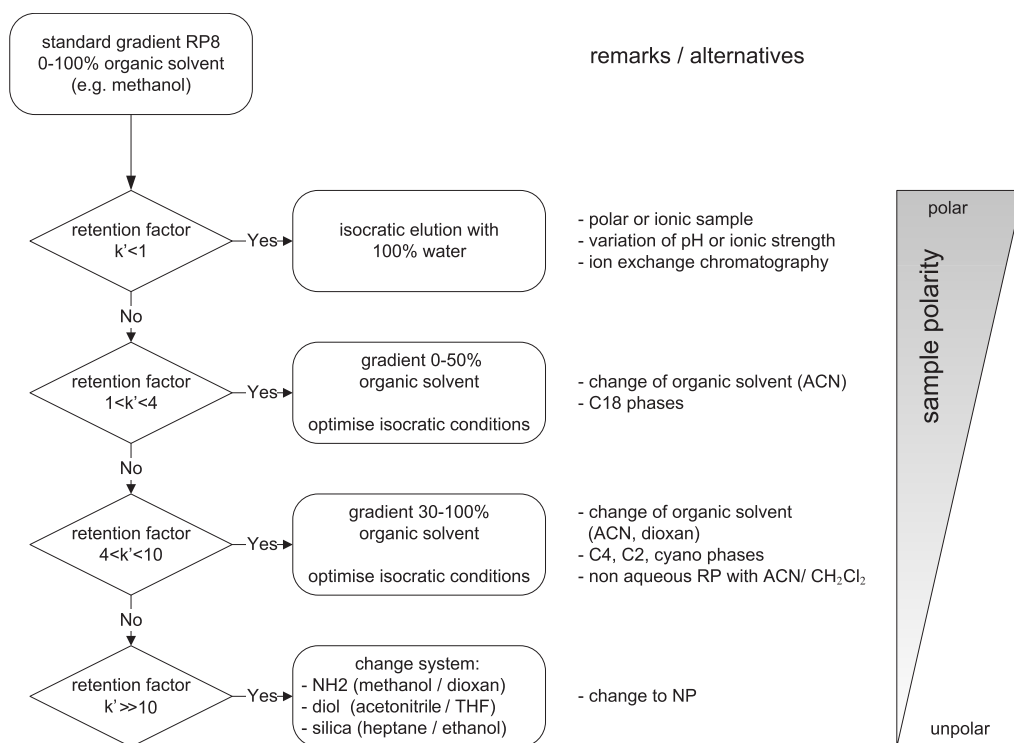 standard gradient RP8
0-100% organic solvent
(e.g. methanol)
remarks / alternatives
retention factor
k'<1
Yes
isocratic elution with
100% water
- polar or ionic sample
- variation of pH or ionic strength
- ion exchange chromatography
polar
sample polarity
No
retention factor
1<k'<4
Yes
gradient 0-50%
organic solvent
optimise isocratic conditions
- change of organic solvent (ACN)
- C18 phases
No
retention factor
4<k'<10
Yes
gradient 30-100%
organic solvent
optimise isocratic conditions
- change of organic solvent
(ACN, dioxan)
- C4, C2, cyano phases
- non aqueous RP with ACN/ CH₂Cl₂
No
retention factor
k'>>10
Yes
change system:
- NH2 (methanol / dioxan)
- diol (acetonitrile / THF)
- silica (heptane / ethanol)
- change to NP
unpolar